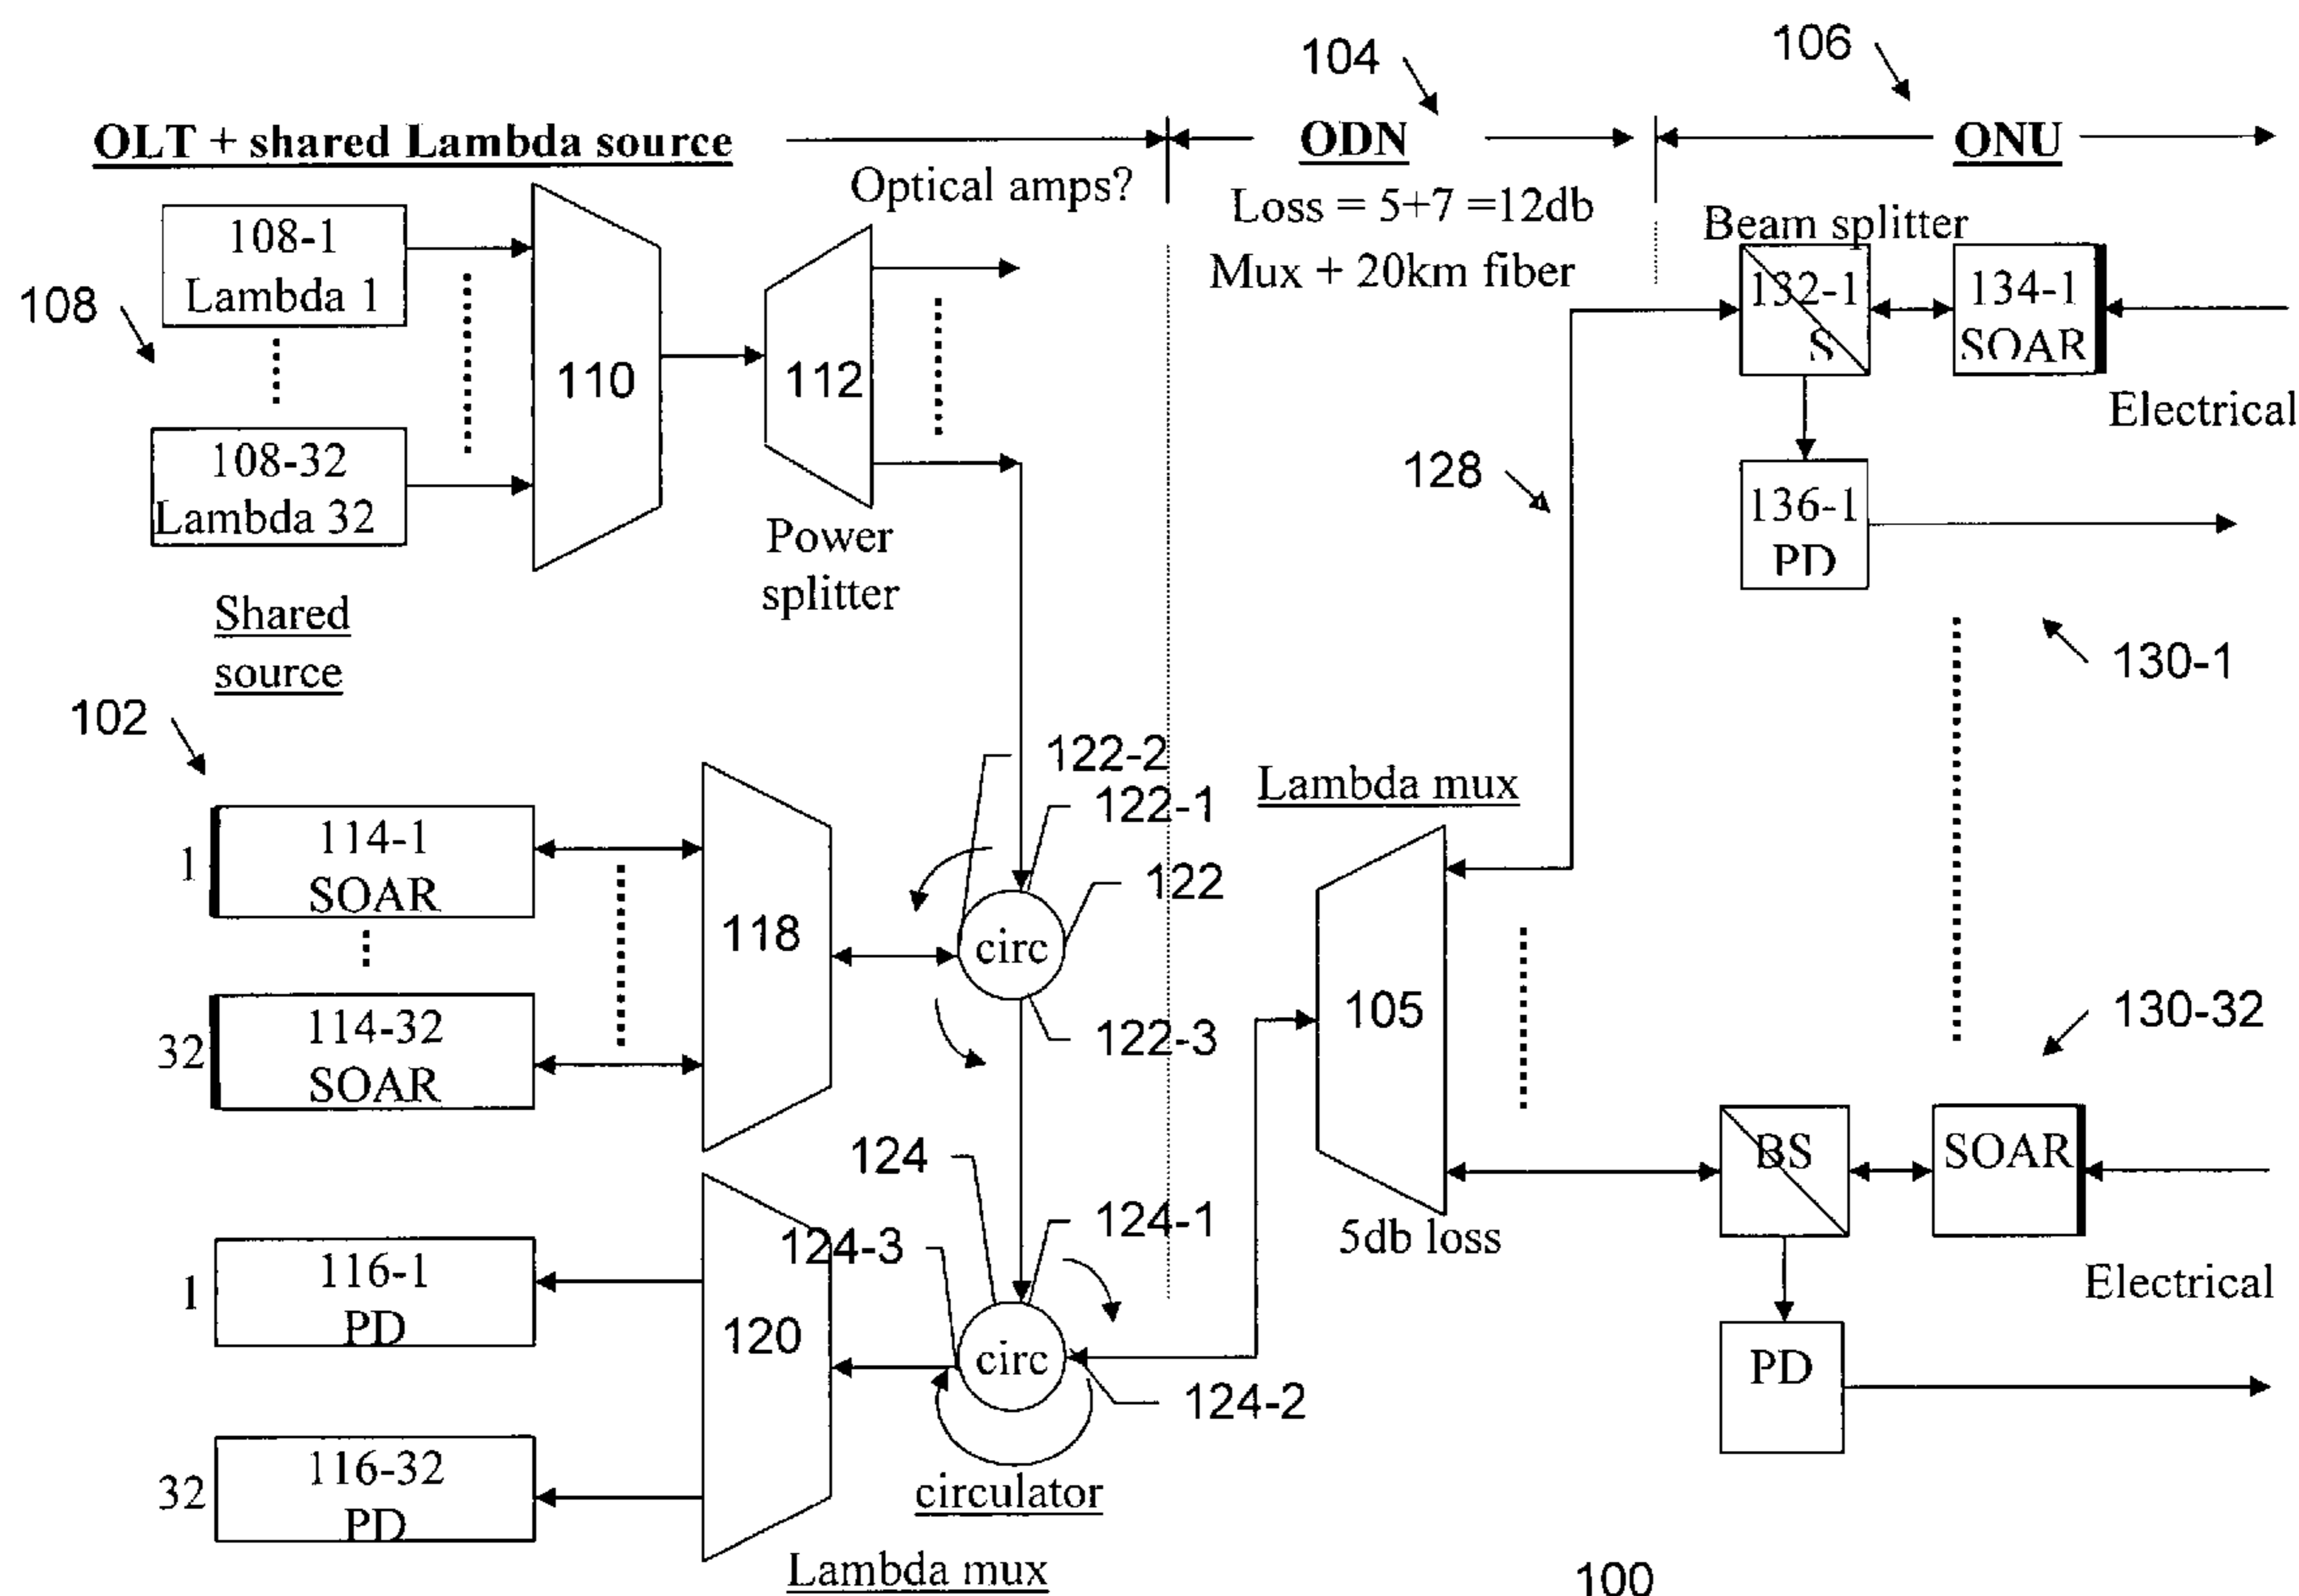 104
106
OLT + shared Lambda source
ODN
ONU
Optical amps?
Loss = 5+7 =12db
Mux + 20km fiber
Beam splitter
108
108-1
Lambda 1
108-32
Lambda 32
110
112
Power
splitter
Shared
source
132-1
S
134-1
SOAR
Electrical
128
136-1
PD
130-1
102
122-2
122-1
122
122-3
Lambda mux
1
114-1
SOAR
32
114-32
SOAR
118
circ
105
130-32
124
124-1
124-3
124-2
5db loss
BS
SOAR
Electrical
PD
1
116-1
PD
32
116-32
PD
120
circ
circulator
Lambda mux
100